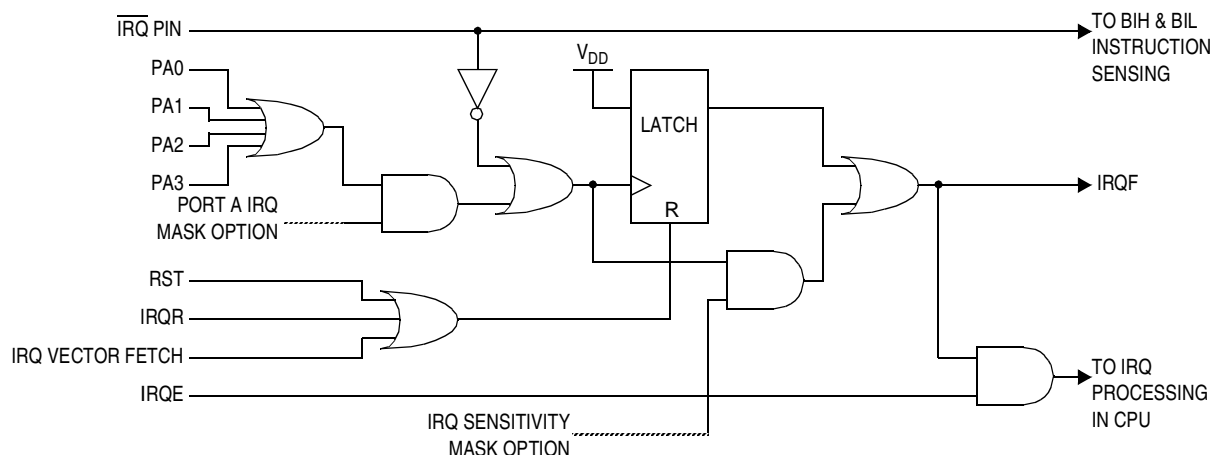 IRQ PIN
TO BIH & BIL
INSTRUCTION
SENSING
VDD
PA0
PA1
PA2
PA3
LATCH
R
PORT A IRQ
MASK OPTION
IRQF
RST
IRQR
IRQ VECTOR FETCH
IRQE
TO IRQ
PROCESSING
IN CPU
IRQ SENSITIVITY
MASK OPTION